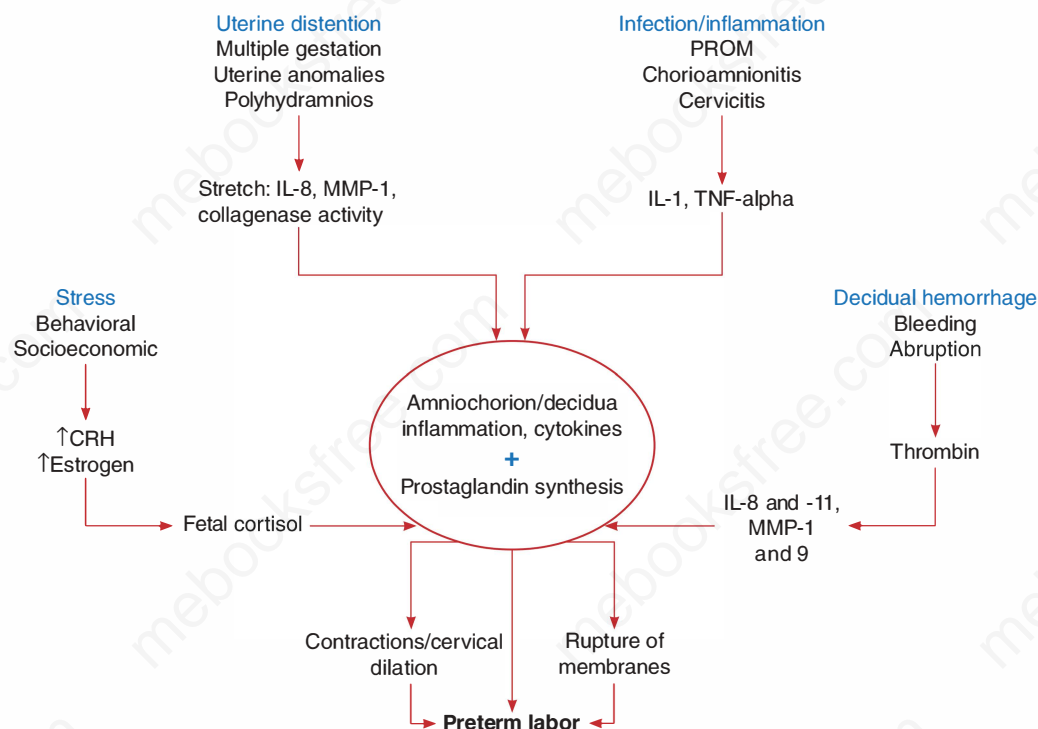 Uterine distention
Multiple gestation
Uterine anomalies
Polyhydramnios
Infection/inflammation
PROM
Chorioamnionitis
Cervicitis
Stretch: IL-8, MMP-1,
collagenase activity
IL-1, TNF-alpha
Stress
Behavioral
Socioeconomic
Decidual hemorrhage
Bleeding
Abruption
↑CRH
↑Estrogen
Amniochorion/decidua
inflammation, cytokines
+
Prostaglandin synthesis
Thrombin
Fetal cortisol
IL-8 and -11,
MMP-1
and 9
Contractions/cervical
dilation
Rupture of
membranes
Preterm labor
mebooksfree.com